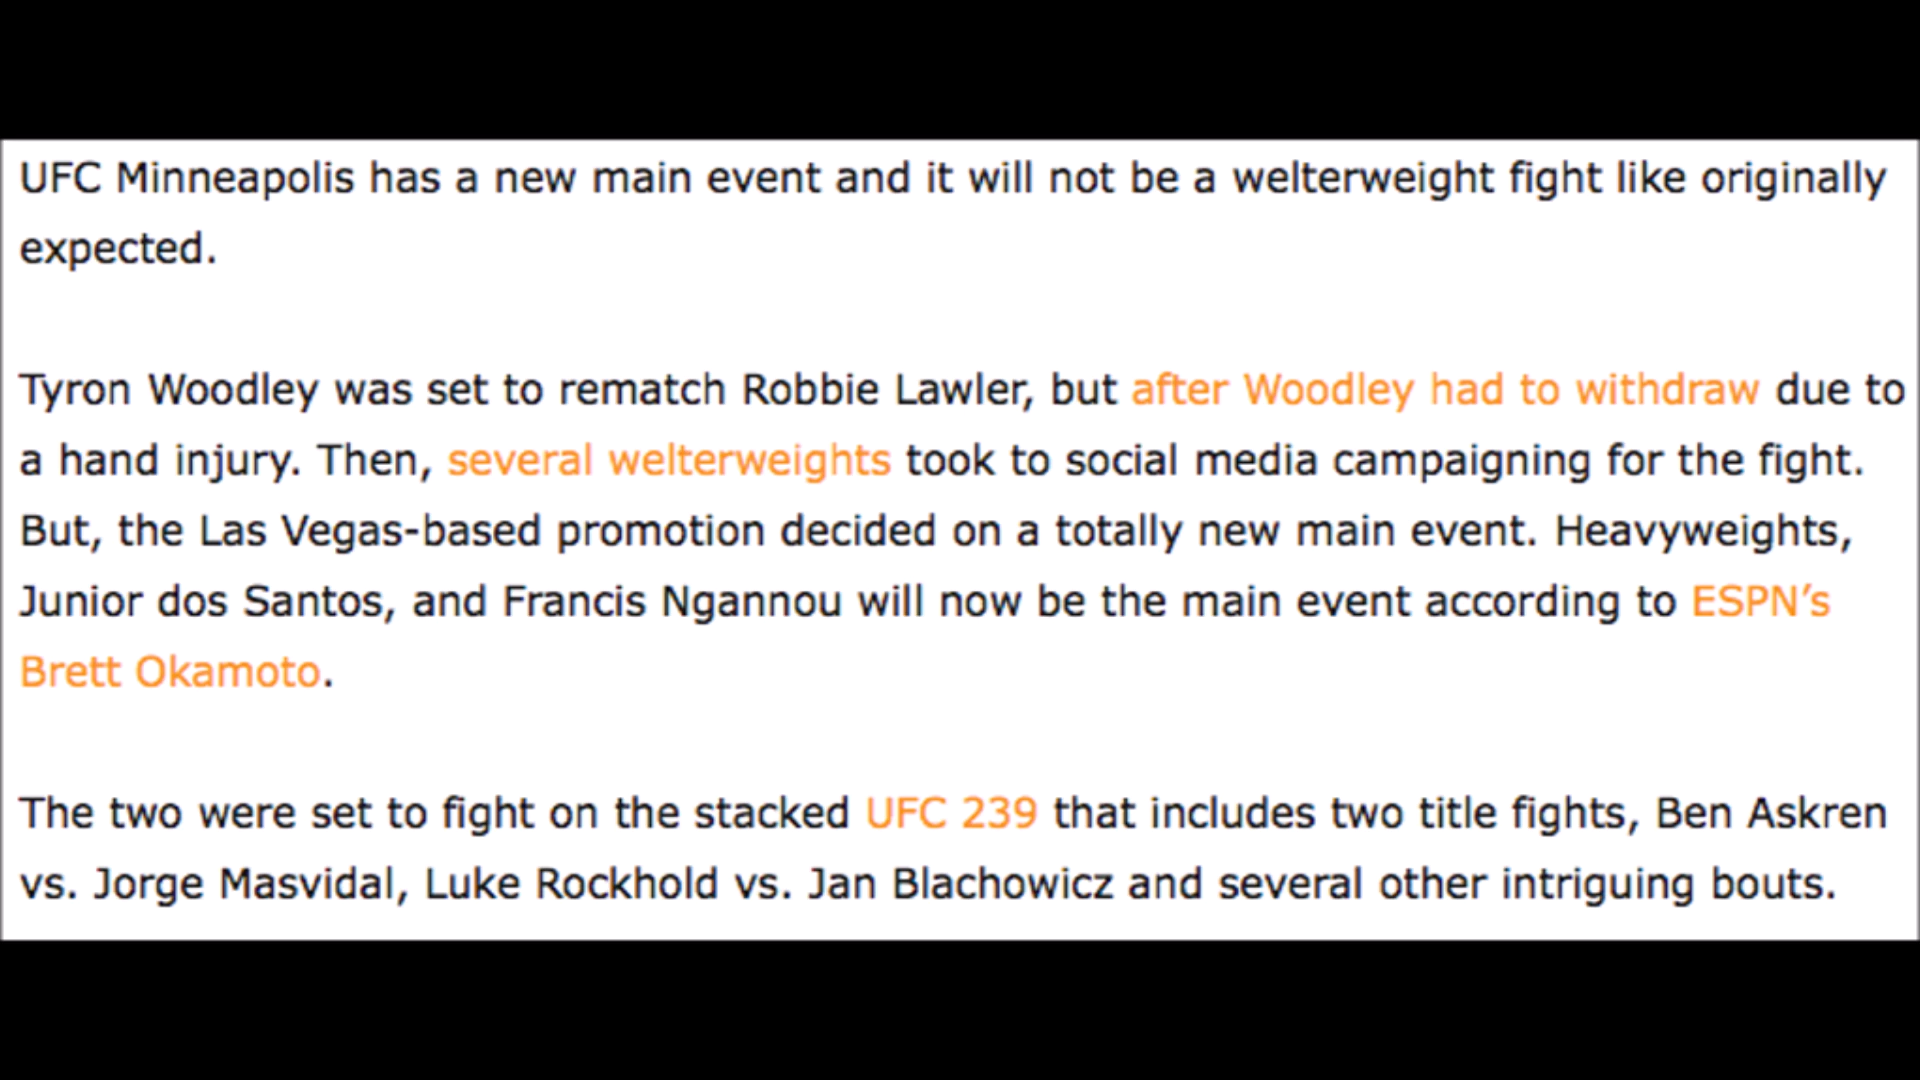 UFC Minneapolis has a new main event and it will not be a welterweight fight like originally
expected.
Tyron Woodley was set to rematch Robbie Lawler, but after Woodley had to withdraw due to
a hand injury. Then, several welterweights took to social media campaigning for the fight.
But, the Las Vegas-based promotion decided on a totally new main event. Heavyweights,
Junior dos Santos, and Francis Ngannou will now be the main event according to ESPN’s
Brett Okamoto.
The two were set to fight on the stacked UFC 239 that includes two title fights, Ben Askren
vs. Jorge Masvidal, Luke Rockhold vs. Jan Blachowicz and several other intriguing bouts.